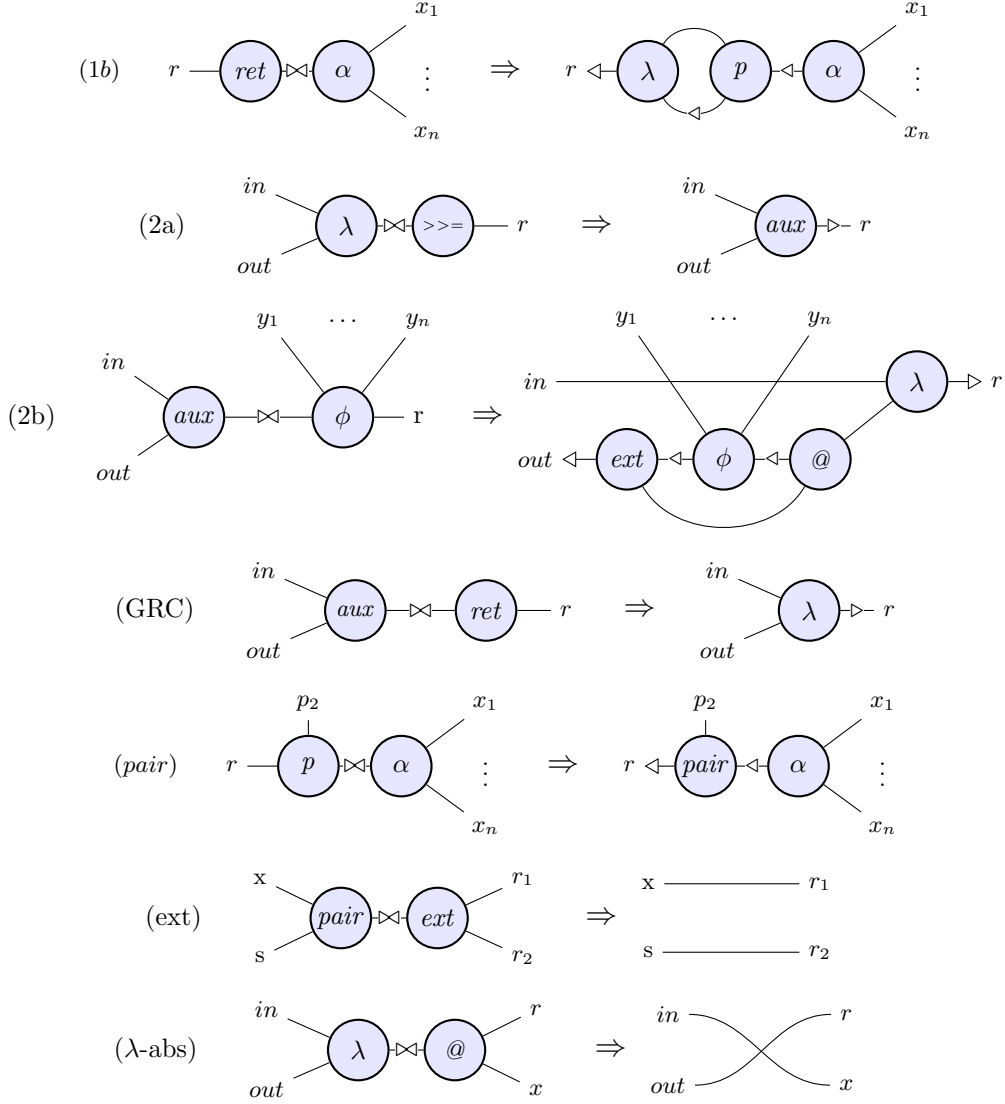 x₁
(1b) r ret α ⋮ ⇒ r λ p α ⋮
xₙ xₙ
in in
(2a) λ >>= r ⇒ aux r
out out
y₁ ⋯ yₙ y₁ ⋯ yₙ
in in λ r
(2b) aux ϕ r ⇒
out out ext ϕ @
in in
(GRC) aux ret r ⇒ λ r
out out
p₂ x₁ p₂ x₁
(pair) r p α ⋮ ⇒ r pair α ⋮
xₙ xₙ
x r₁ x r₁
(ext) pair ext ⇒
s r₂ s r₂
in r in r
(λ-abs) λ @ ⇒
out x out x